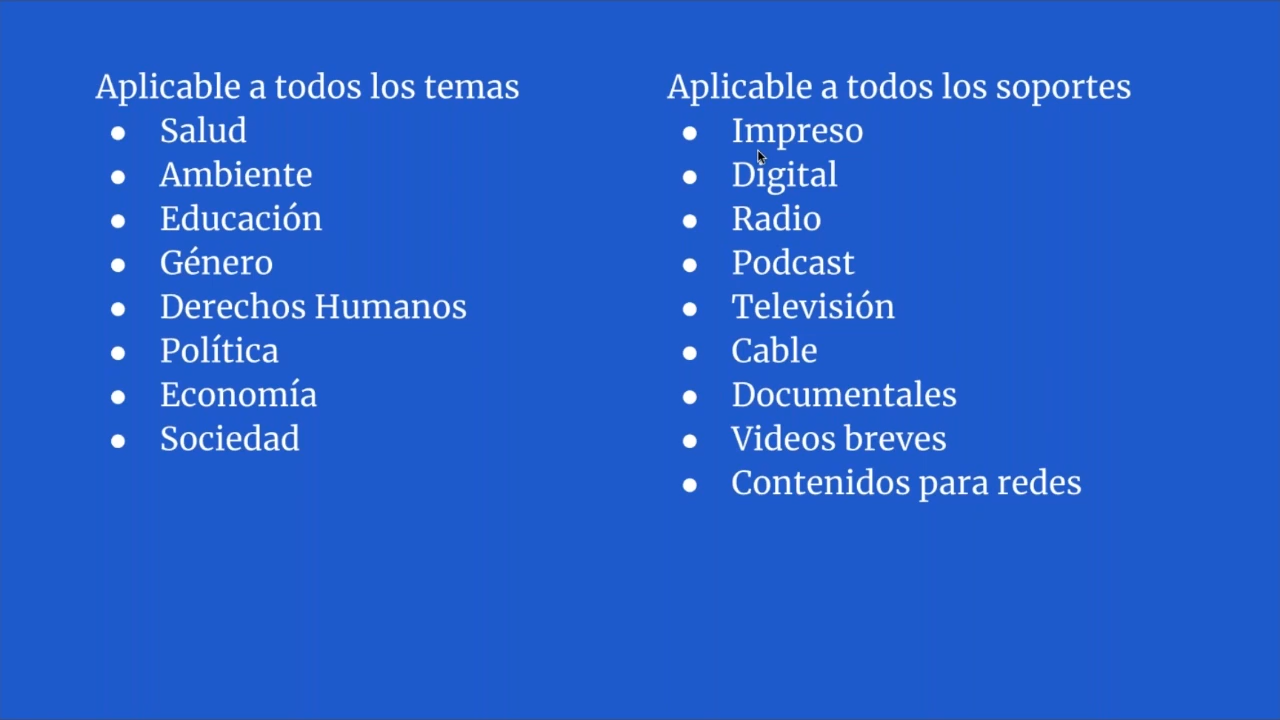 Aplicable a todos los temas
● Salud
● Ambiente
● Educación
● Género
● Derechos Humanos
● Política
● Economía
● Sociedad
Aplicable a todos los soportes
● Impreso
● Digital
● Radio
● Podcast
● Televisión
● Cable
● Documentales
● Videos breves
● Contenidos para redes